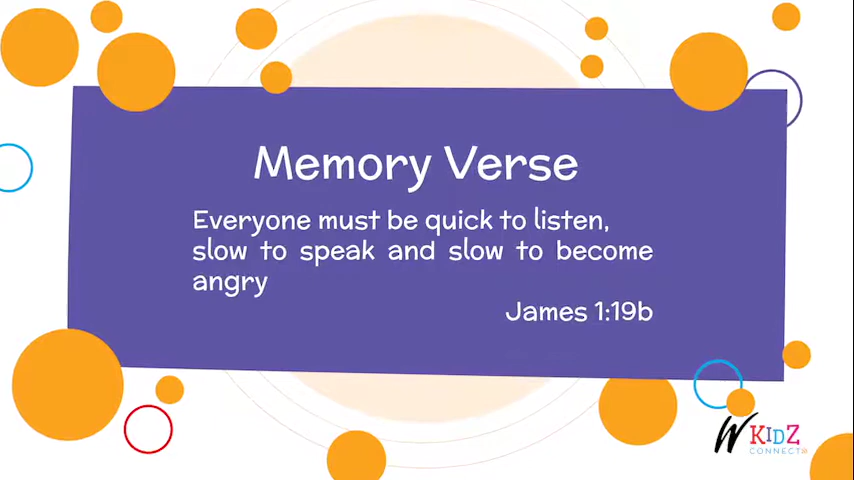 Memory Verse
Everyone must be quick to listen,
slow to speak and slow to become
angry
James 1:19b
W KIDZ
CONNECT